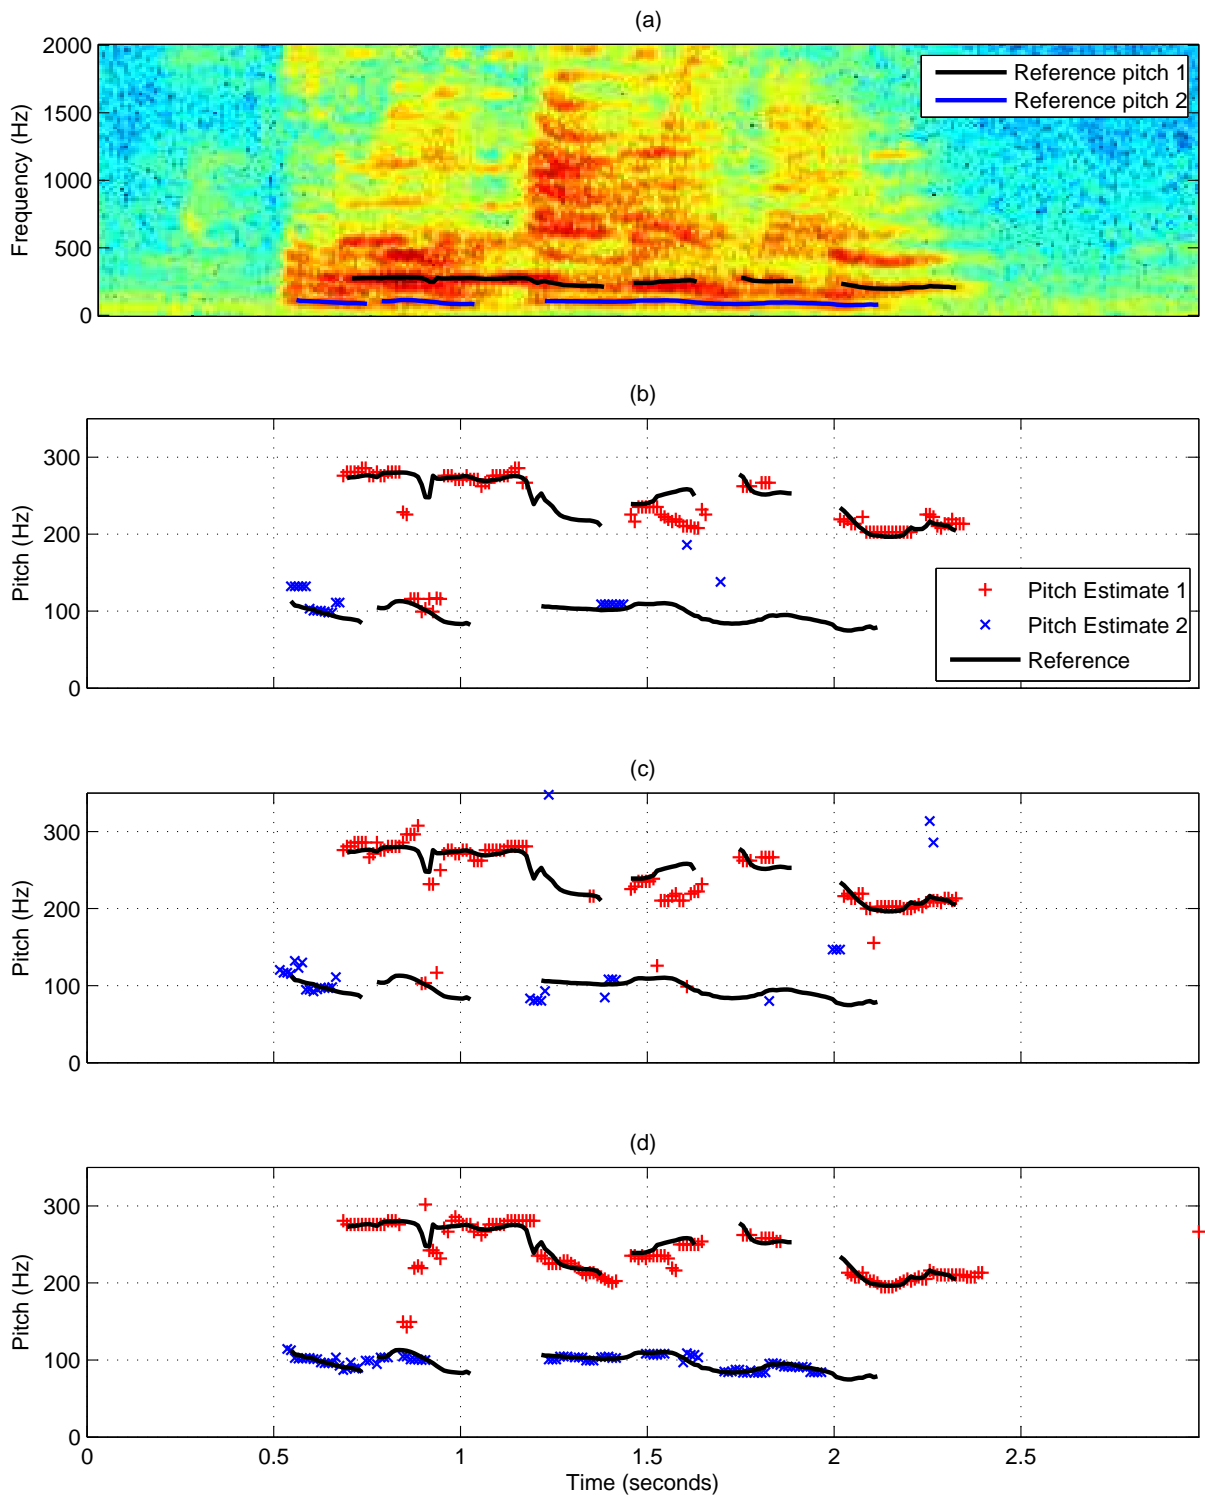 (a)
2000
1500
1000
500
0
Frequency (Hz)
Reference pitch 1
Reference pitch 2
(b)
300
200
100
0
Pitch (Hz)
Pitch Estimate 1
Pitch Estimate 2
Reference
(c)
300
200
100
0
Pitch (Hz)
(d)
300
200
100
0
Pitch (Hz)
0 0.5 1 1.5 2 2.5
Time (seconds)